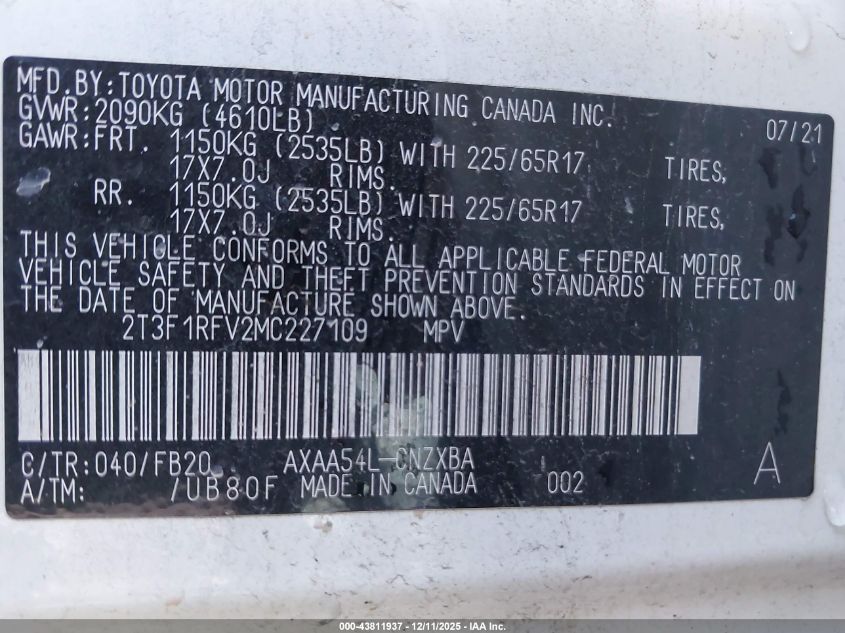 MFD.BY:TOYOTA MOTOR MANUFACTURING CANADA INC.
GVWR:2090KG (4610LB) 07/21
GAWR:FRT. 1150KG (2535LB) WITH 225/65R17 TIRES,
17X7.0J RIMS.
RR. 1150KG (2535LB) WITH 225/65R17 TIRES,
17X7.0J RIMS.
THIS VEHICLE CONFORMS TO ALL APPLICABLE FEDERAL MOTOR
VEHICLE SAFETY AND THEFT PREVENTION STANDARDS IN EFFECT ON
THE DATE OF MANUFACTURE SHOWN ABOVE.
2T3F1RFV2MC227109 MPV
C/TR:040/FB20 AXAA54L-CNZXBA A
A/TM: /UB80F MADE IN CANADA 002
000-43811937 - 12/11/2025 - IAA Inc.